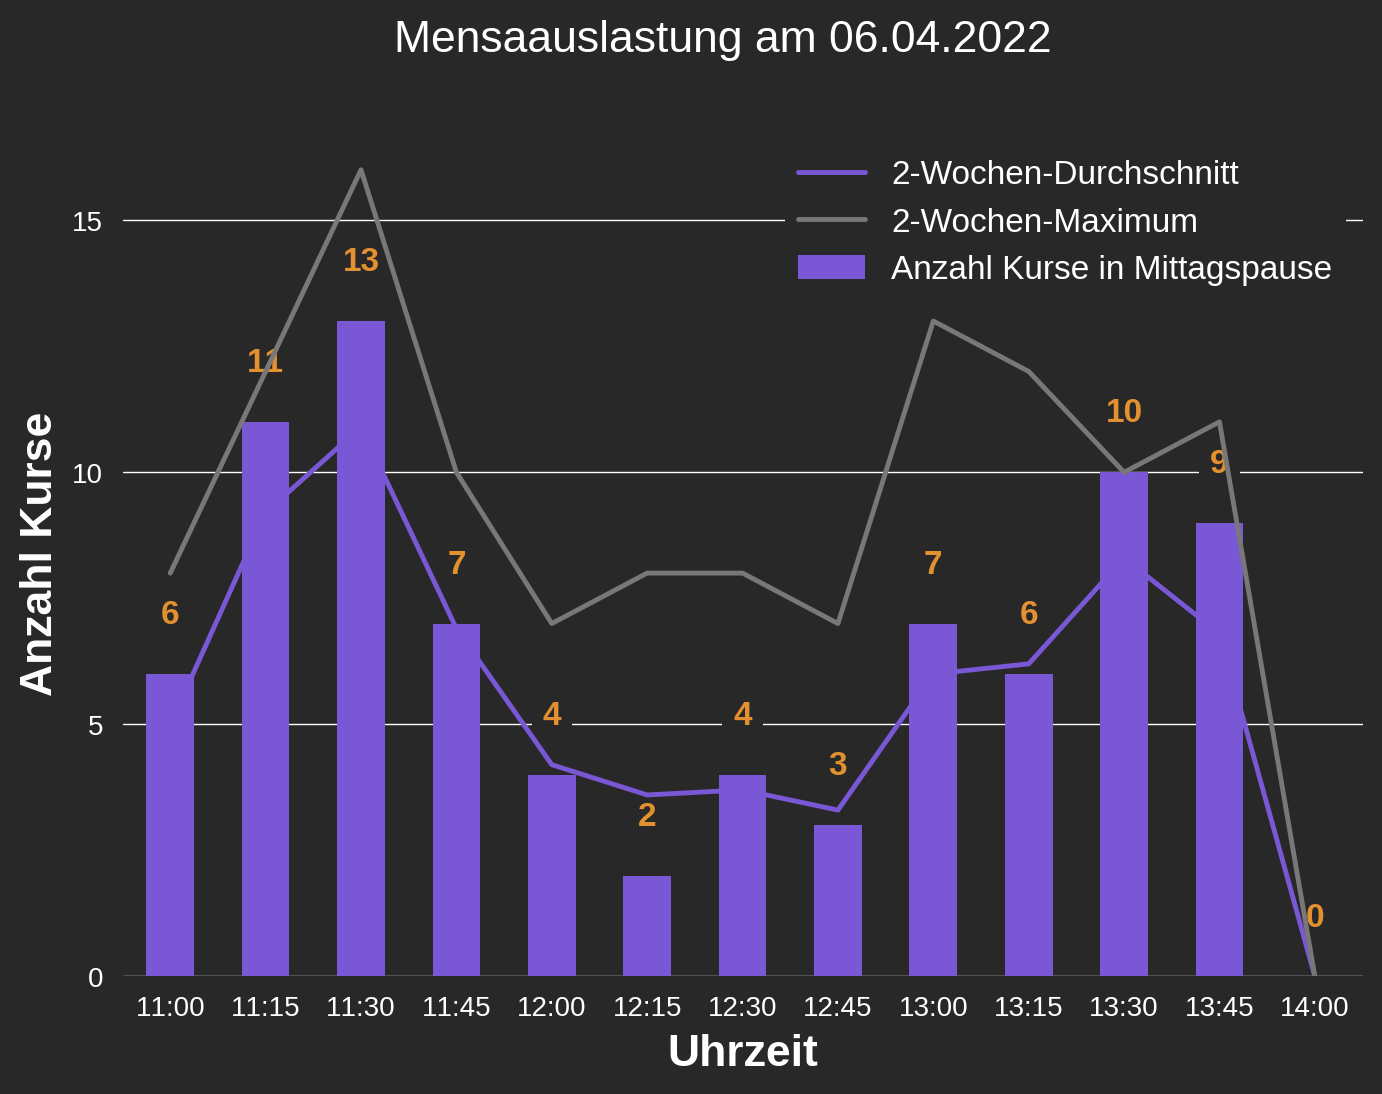 Mensaauslastung am 06.04.2022
2-Wochen-Durchschnitt
2-Wochen-Maximum
Anzahl Kurse in Mittagspause
Anzahl Kurse
15
10
5
0
6
11
13
7
4
2
4
3
7
6
10
9
0
11:00 11:15 11:30 11:45 12:00 12:15 12:30 12:45 13:00 13:15 13:30 13:45 14:00
Uhrzeit